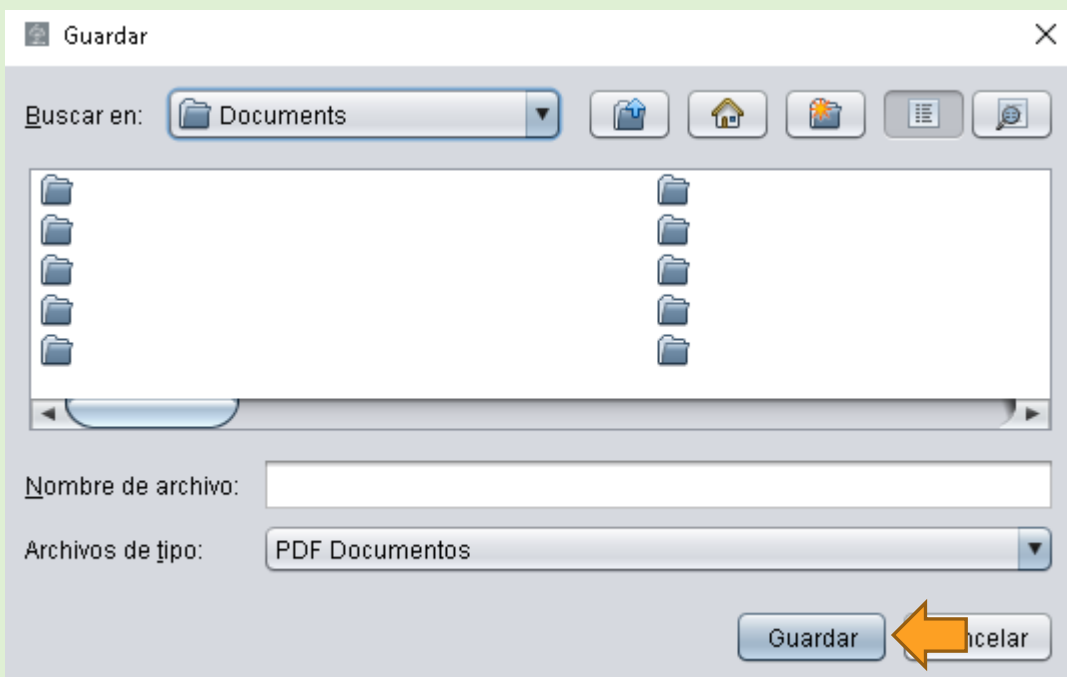 Guardar
Buscar en: Documents
Nombre de archivo:
Archivos de tipo: PDF Documentos
Guardar